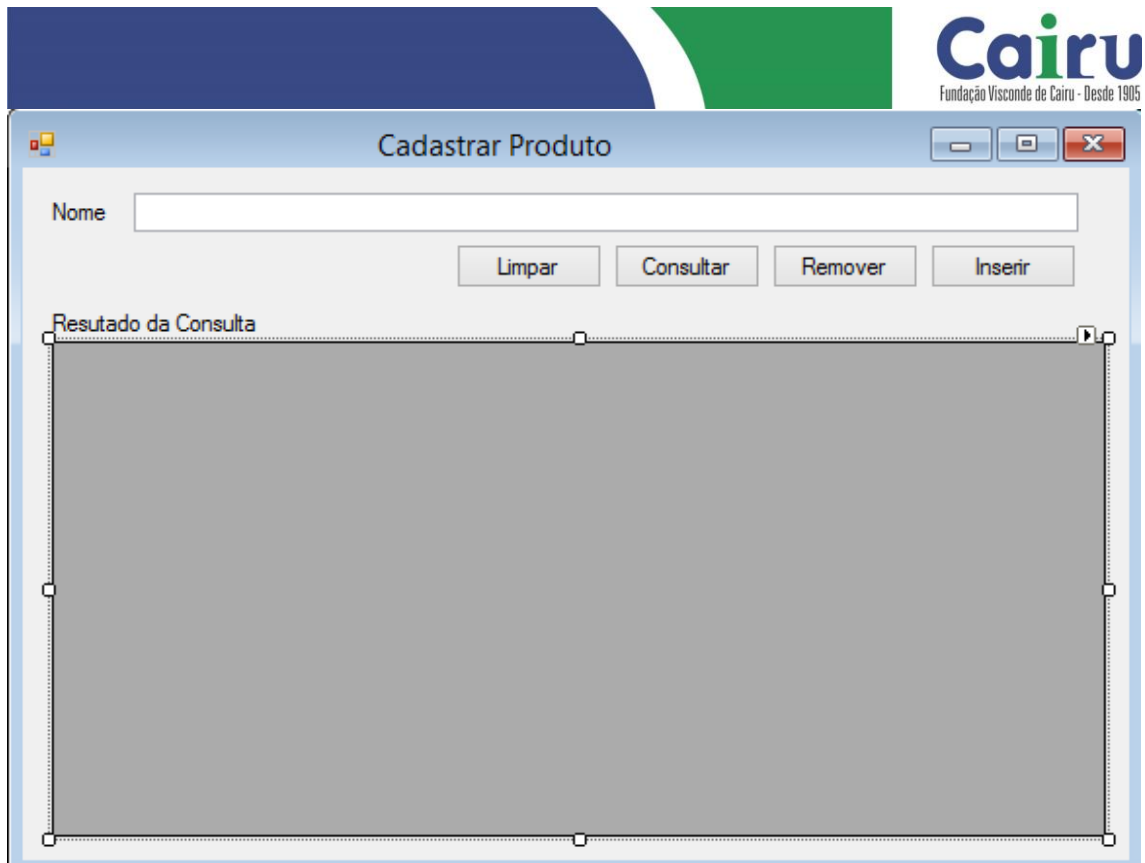 Cairu
Fundação Visconde de Cairu - Desde 1905
Cadastrar Produto
Nome
Limpar Consultar Remover Inserir
Resutado da Consulta